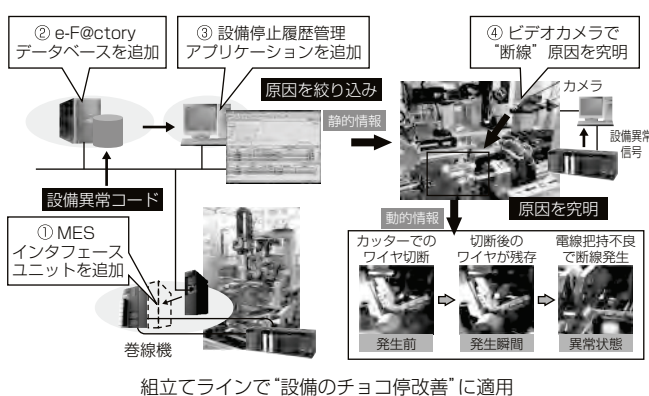 ② e-F@ctory
データベースを追加
③ 設備停止履歴管理
アプリケーションを追加
④ ビデオカメラで
“断線”原因を究明
原因を絞り込み
静的情報
カメラ
設備異常
信号
設備異常コード
動的情報
原因を究明
① MES
インタフェース
ユニットを追加
巻線機
カッターでの
ワイヤ切断
切断後の
ワイヤが残存
電線把持不良
で断線発生
発生前
発生瞬間
異常状態
組立てラインで“設備のチョコ停改善”に適用